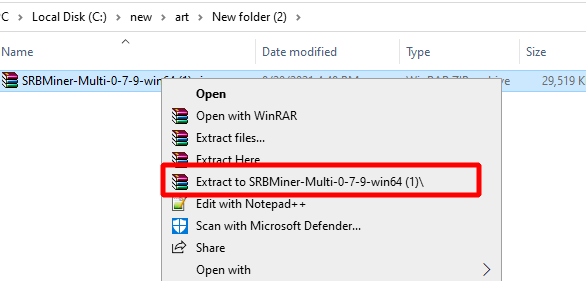 PC > Local Disk (C:) > new > art > New folder (2)
Name Date modified Type Size
SRBMiner-Multi-0-7-9-win64 (1) 29,519 K
Open
Open with WinRAR
Extract files...
Extract Here
Extract to SRBMiner-Multi-0-7-9-win64 (1)\
Edit with Notepad++
Scan with Microsoft Defender...
Share
Open with